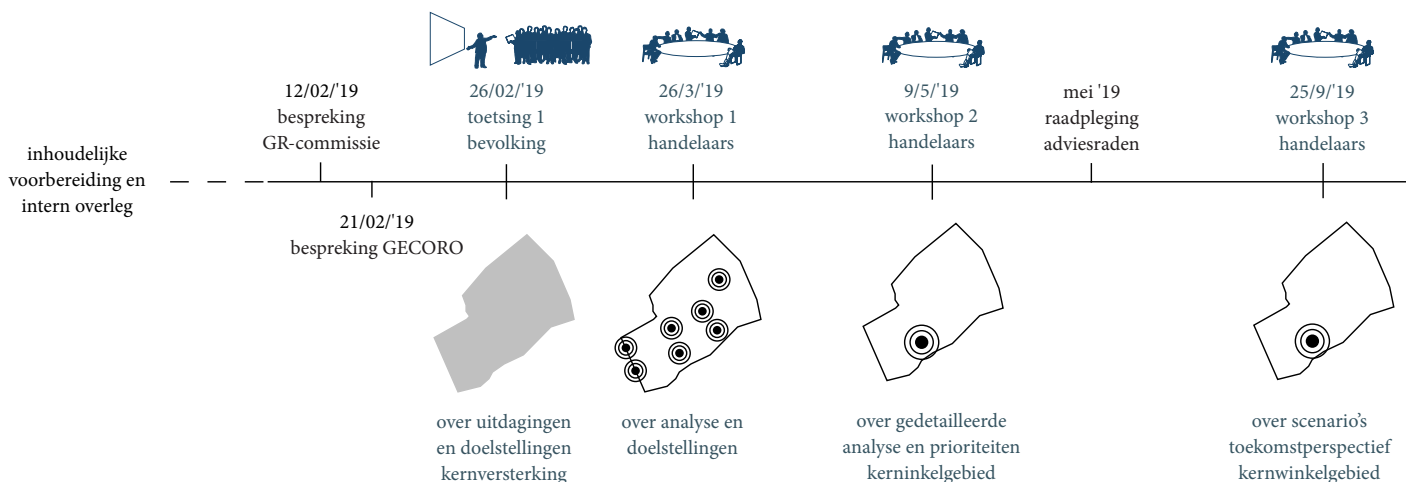 inhoudelijke
voorbereiding en
intern overleg
12/02/'19
bespreking
GR-commissie
21/02/'19
bespreking GECORO
26/02/'19
toetsing 1
bevolking
over uitdagingen
en doelstellingen
kernversterking
26/3/'19
workshop 1
handelaars
over analyse en
doelstellingen
9/5/'19
workshop 2
handelaars
over gedetailleerde
analyse en prioriteiten
kerninkelgebied
mei '19
raadpleging
adviesraden
25/9/'19
workshop 3
handelaars
over scenario’s
toekomstperspectief
kernwinkelgebied